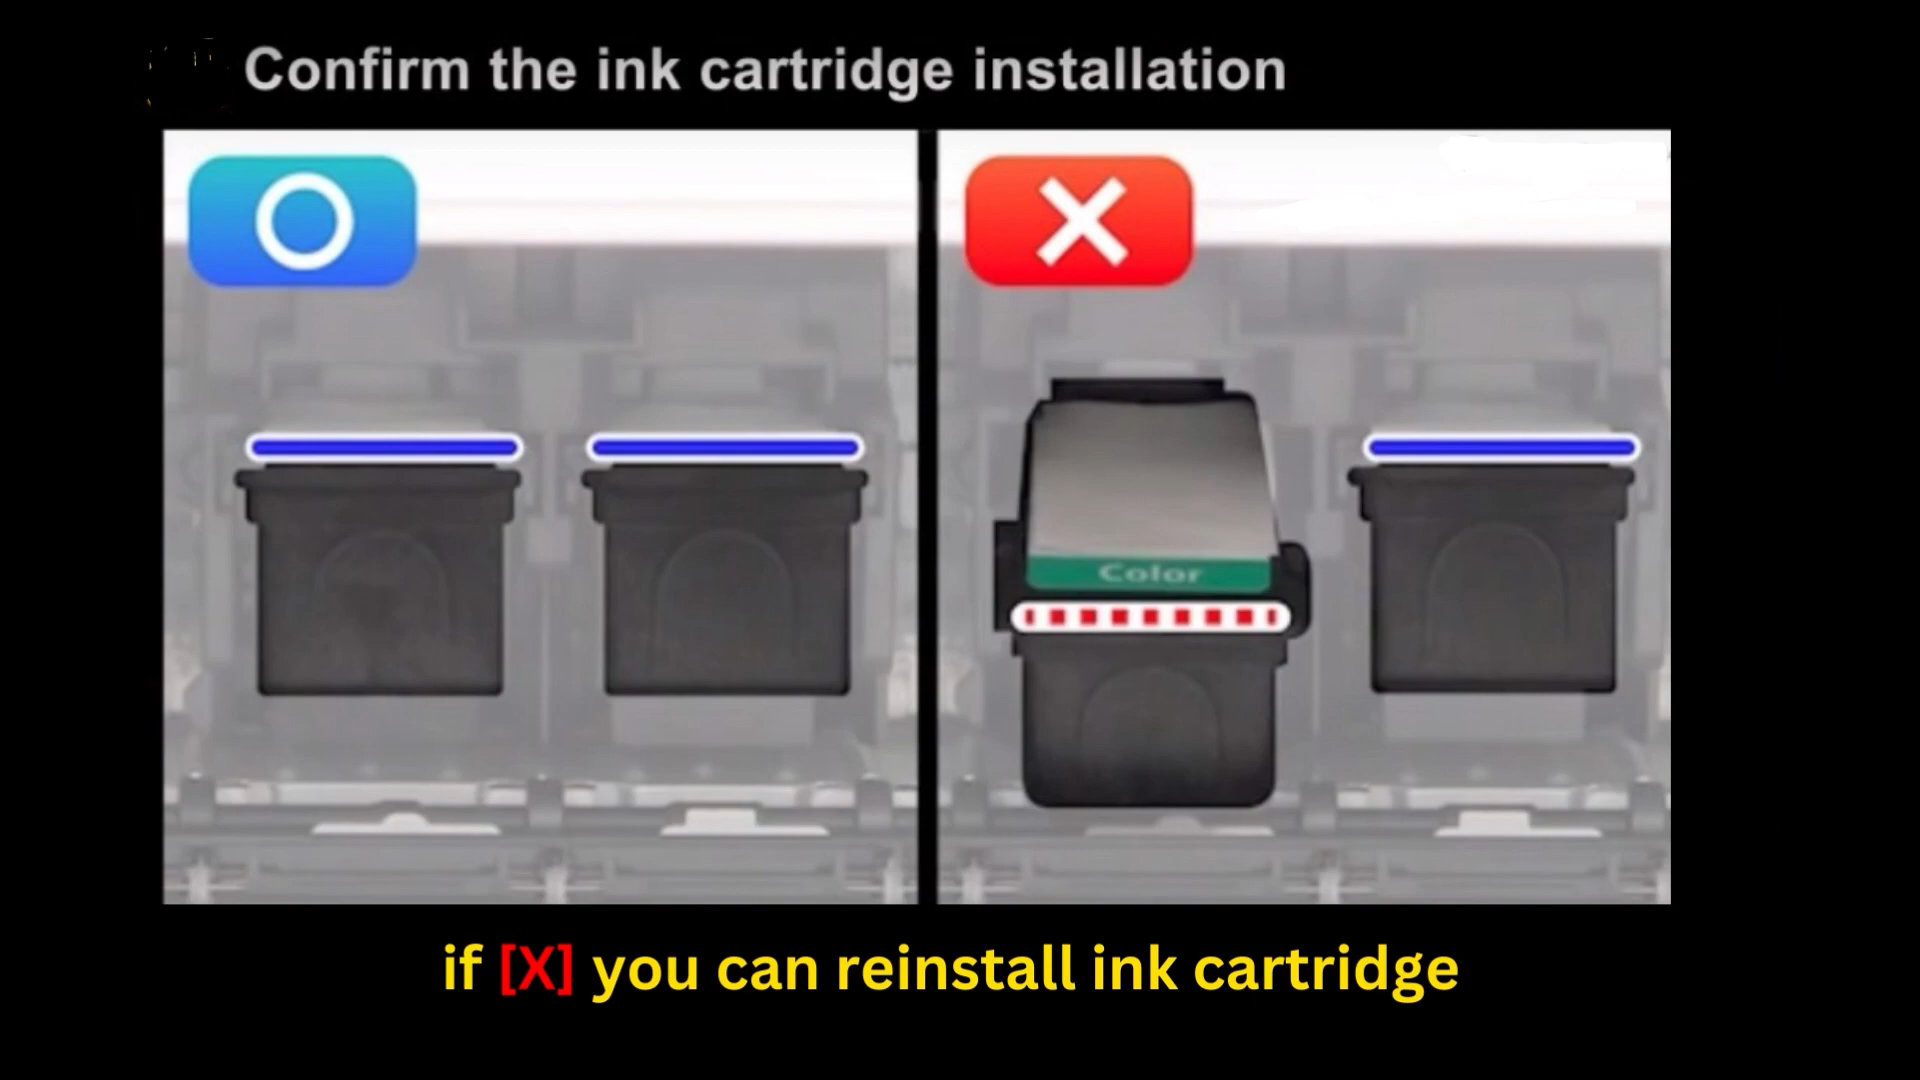 Confirm the ink cartridge installation
Color
if [X] you can reinstall ink cartridge